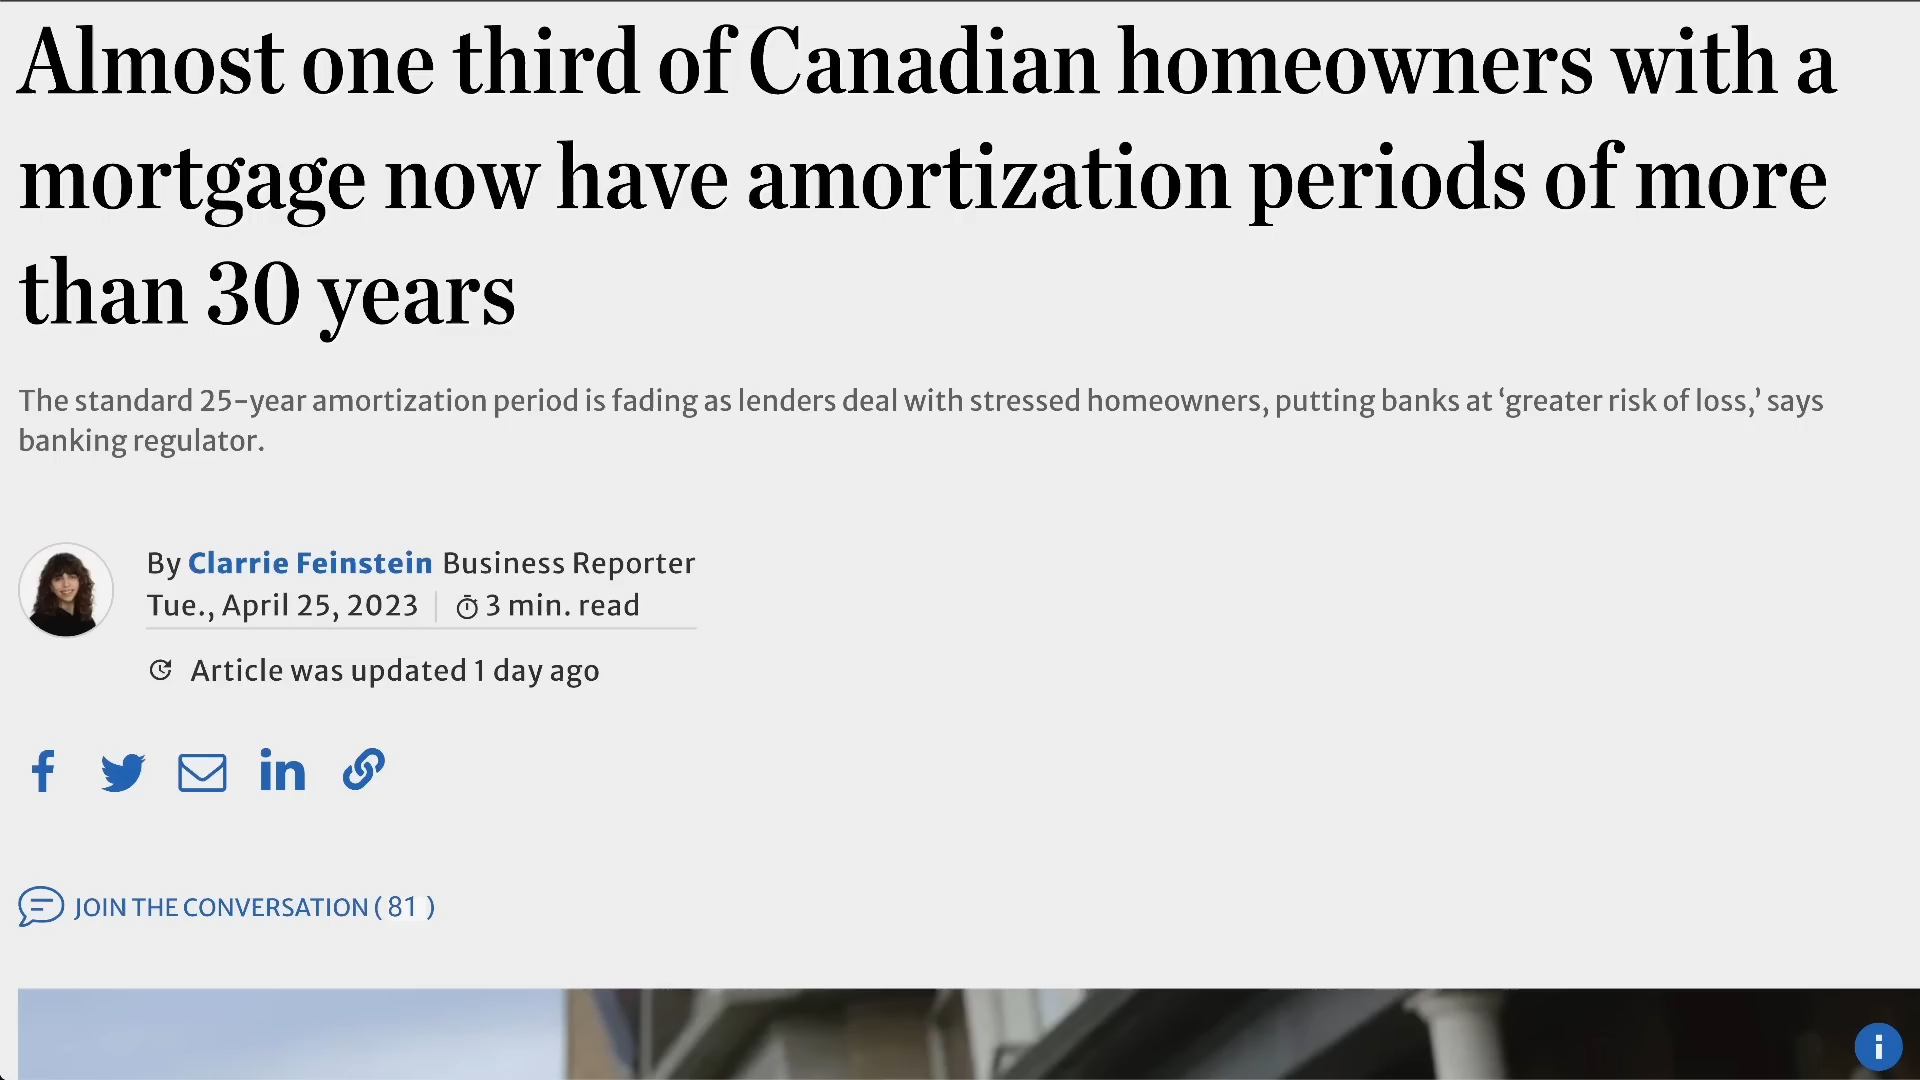 Almost one third of Canadian homeowners with a
mortgage now have amortization periods of more
than 30 years
The standard 25-year amortization period is fading as lenders deal with stressed homeowners, putting banks at ‘greater risk of loss,’ says
banking regulator.
By Clarrie Feinstein Business Reporter
Tue., April 25, 2023 3 min. read
Article was updated 1 day ago
JOIN THE CONVERSATION ( 81 )